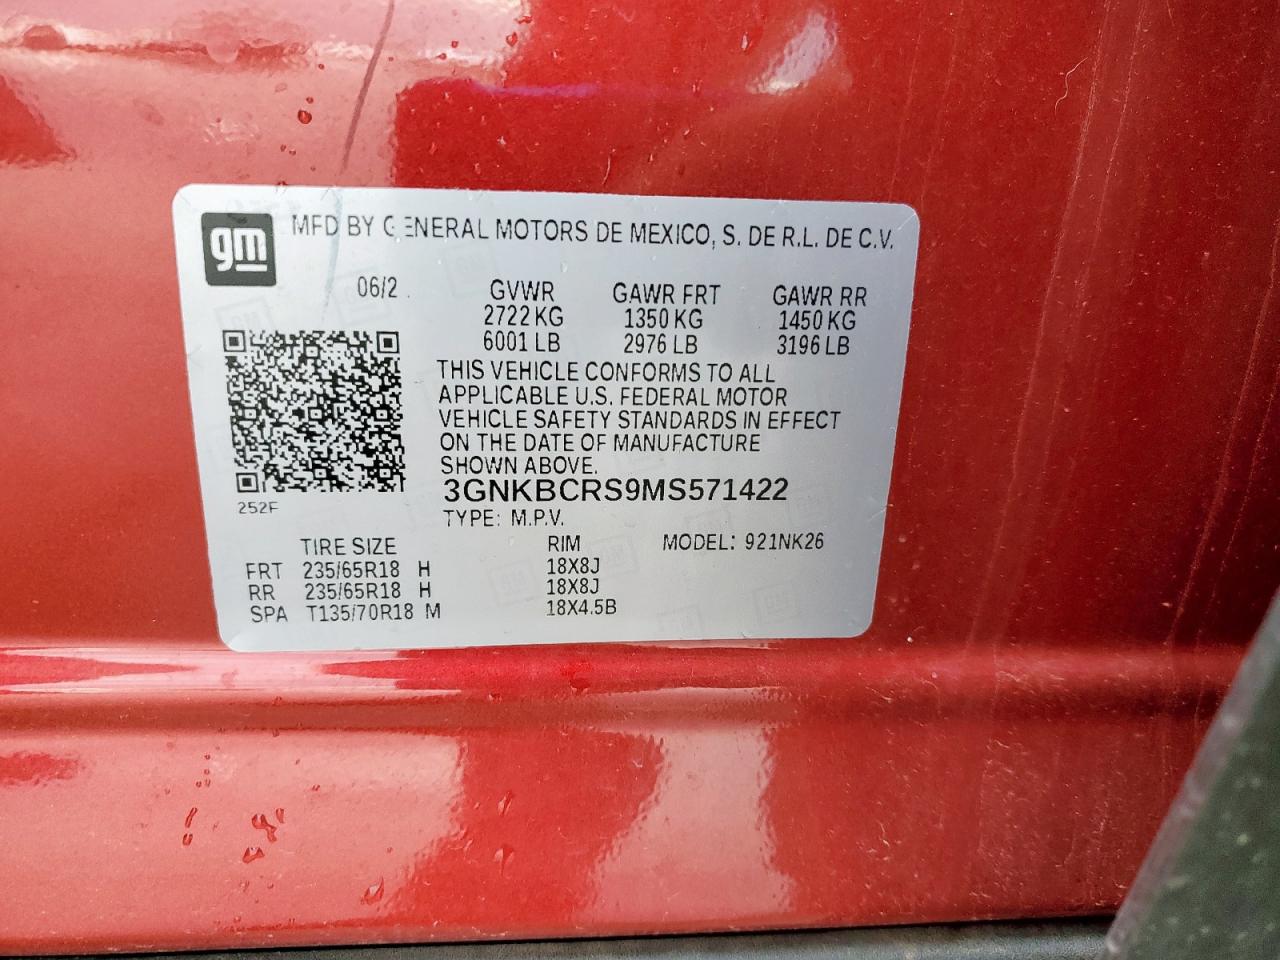 gm
MFD BY GENERAL MOTORS DE MEXICO, S. DE R.L. DE C.V.
06/2
GVWR GAWR FRT GAWR RR
2722 KG 1350 KG 1450 KG
6001 LB 2976 LB 3196 LB
THIS VEHICLE CONFORMS TO ALL
APPLICABLE U.S. FEDERAL MOTOR
VEHICLE SAFETY STANDARDS IN EFFECT
ON THE DATE OF MANUFACTURE
SHOWN ABOVE.
3GNKBCRS9MS571422
252F
TYPE: M.P.V.
TIRE SIZE RIM MODEL: 921NK26
FRT 235/65R18 H 18X8J
RR 235/65R18 H 18X8J
SPA T135/70R18 M 18X4.5B